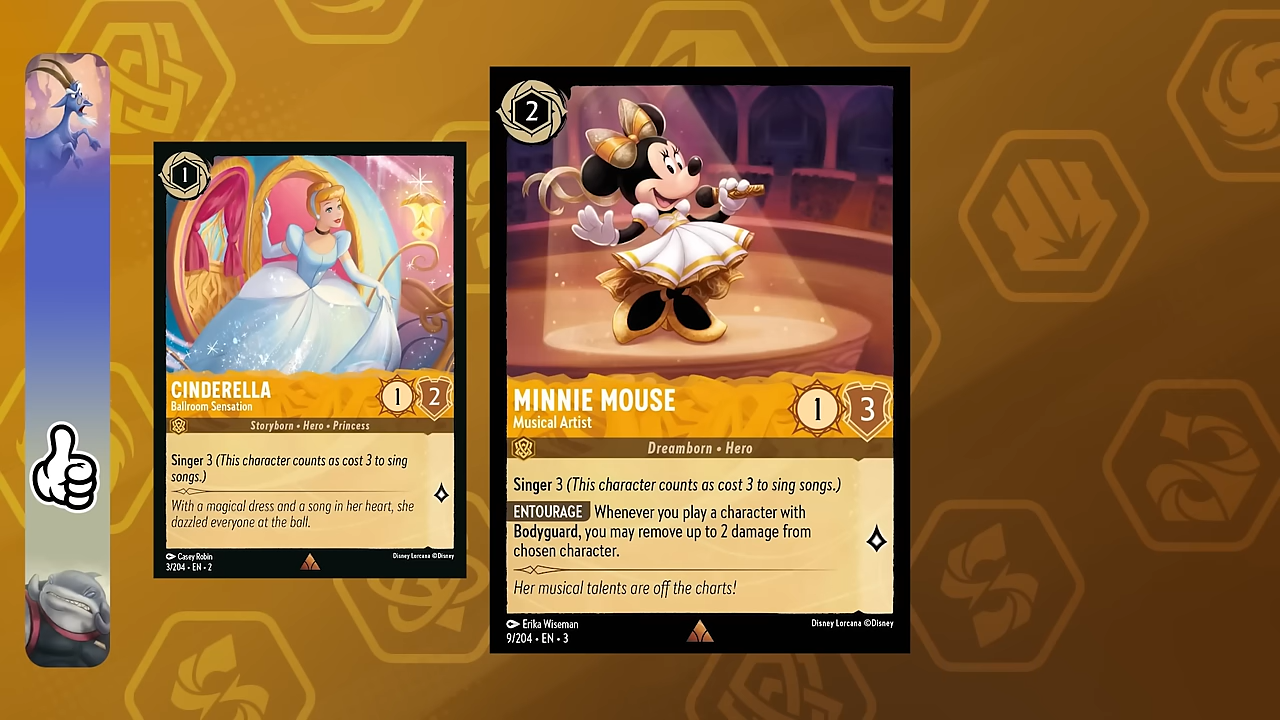 1
CINDERELLA
Ballroom Sensation
1
2
Storyborn • Hero • Princess
Singer 3 (This character counts as cost 3 to sing
songs.)
With a magical dress and a song in her heart, she
dazzled everyone at the ball.
Casey Robin
Disney Lorcana ©Disney
3/204 • EN • 2
2
MINNIE MOUSE
Musical Artist
1
3
Dreamborn • Hero
Singer 3 (This character counts as cost 3 to sing songs.)
ENTOURAGE Whenever you play a character with
Bodyguard, you may remove up to 2 damage from
chosen character.
Her musical talents are off the charts!
Erika Wiseman
Disney Lorcana ©Disney
9/204 • EN • 3